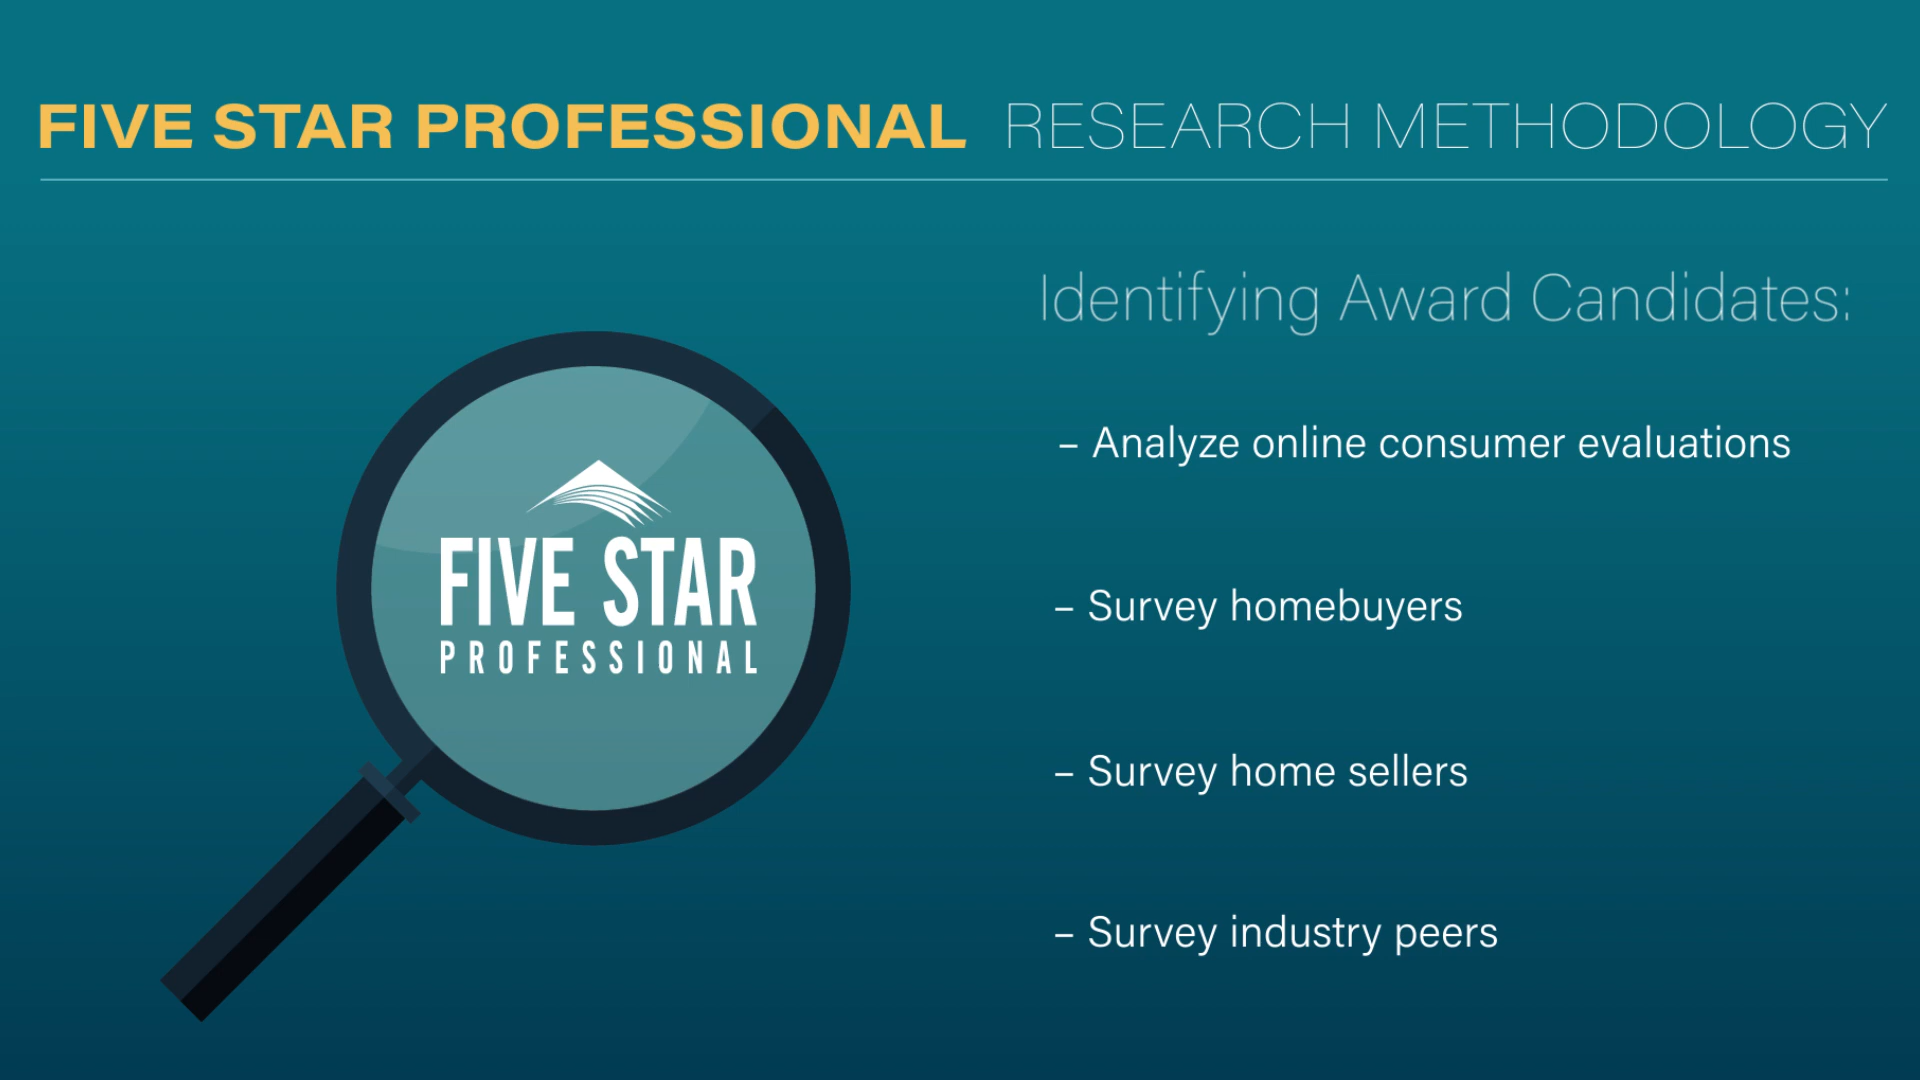 FIVE STAR PROFESSIONAL RESEARCH METHODOLOGY
FIVE STAR
PROFESSIONAL
Identifying Award Candidates:
– Analyze online consumer evaluations
– Survey homebuyers
– Survey home sellers
– Survey industry peers